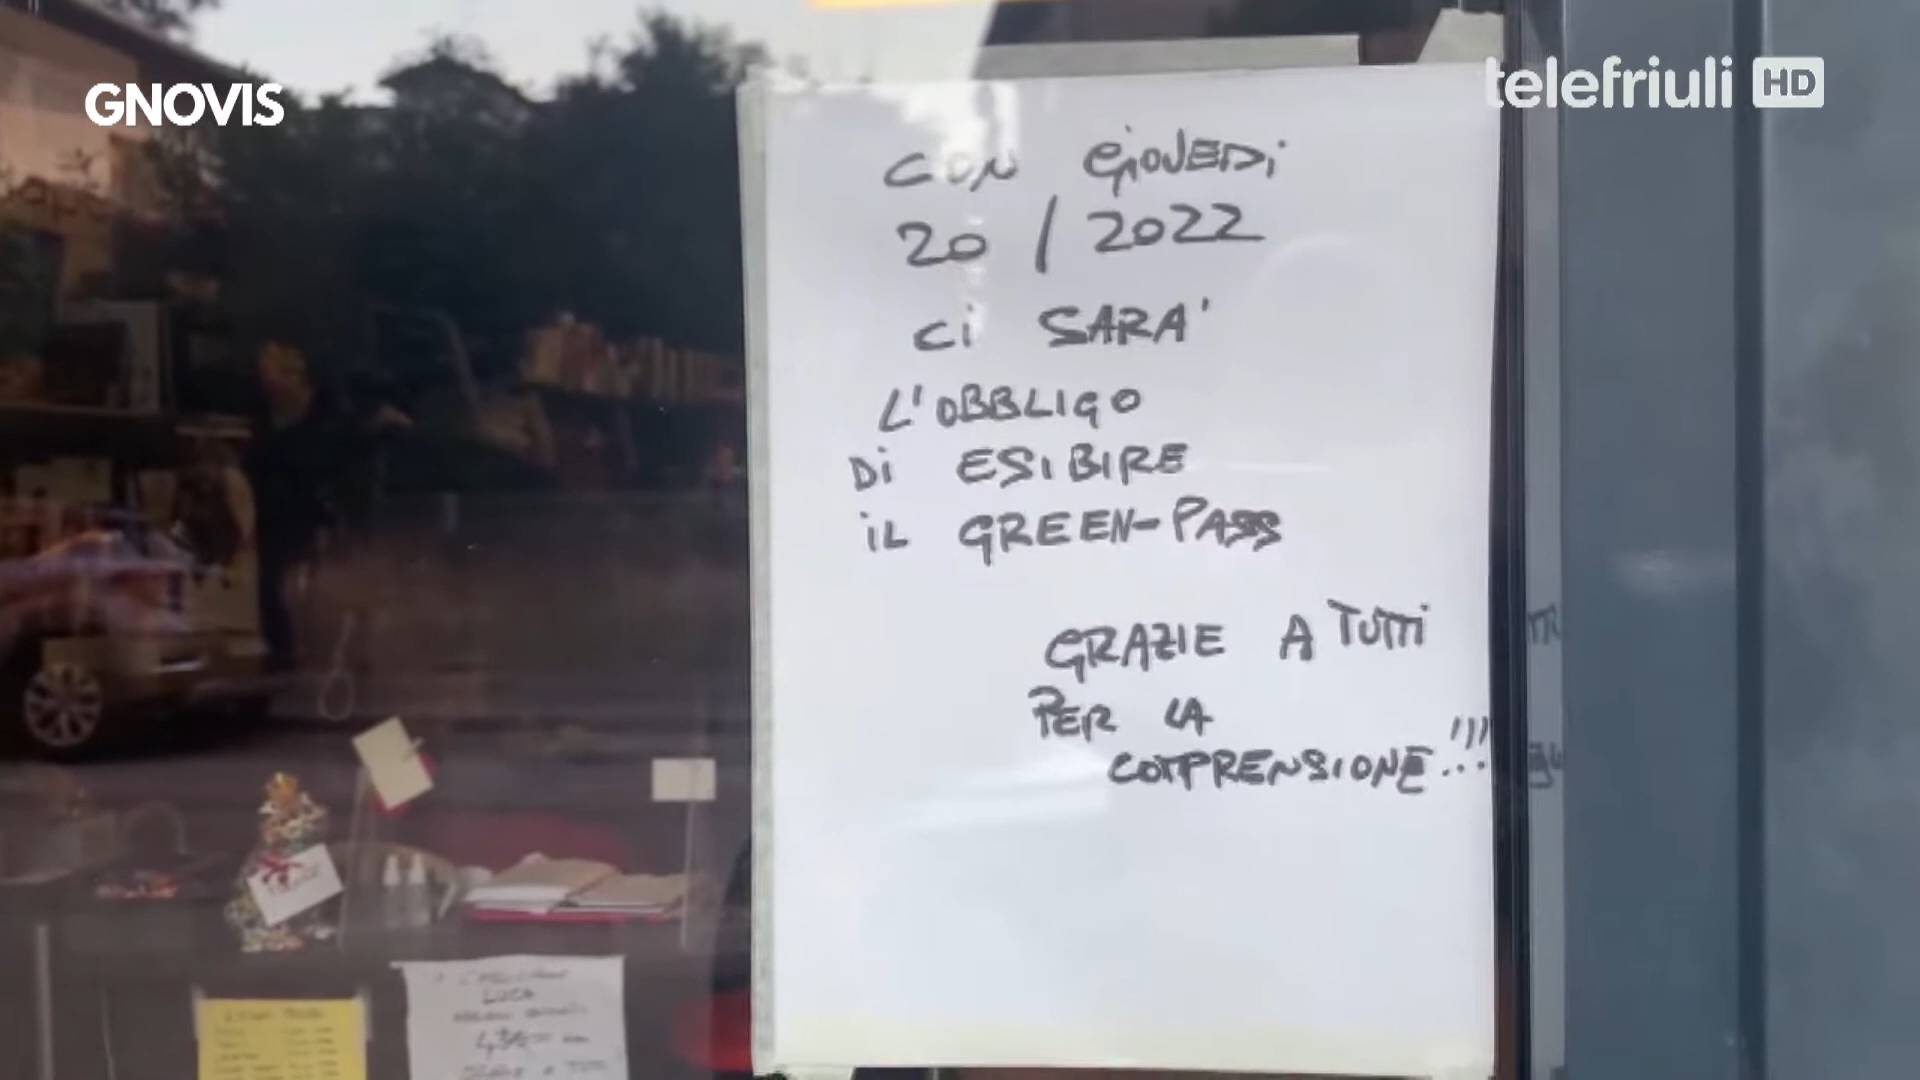 GNOVIS
telefriuli HD
CON GIOVEDI
20 / 2022
CI SARA'
L'OBBLIGO
DI ESIBIRE
IL GREEN-PASS
GRAZIE A TUTTI
PER LA
COMPRENSIONE!!!
LUCA